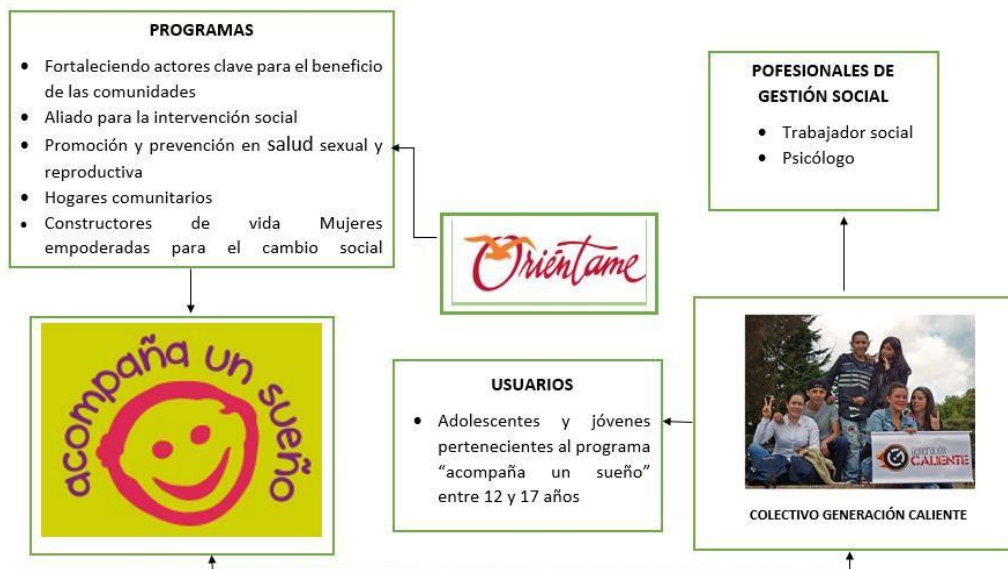 PROGRAMAS
• Fortaleciendo actores clave para el beneficio
de las comunidades
• Aliado para la intervención social
• Promoción y prevención en salud sexual y
reproductiva
• Hogares comunitarios
• Constructores de vida Mujeres
empoderadas para el cambio social
POFESIONALES DE
GESTIÓN SOCIAL
• Trabajador social
• Psicólogo
Oriéntame
acompaña un sueño
USUARIOS
• Adolescentes y jóvenes
pertenecientes al programa
“acompaña un sueño”
entre 12 y 17 años
CALIENTE
COLECTIVO GENERACIÓN CALIENTE